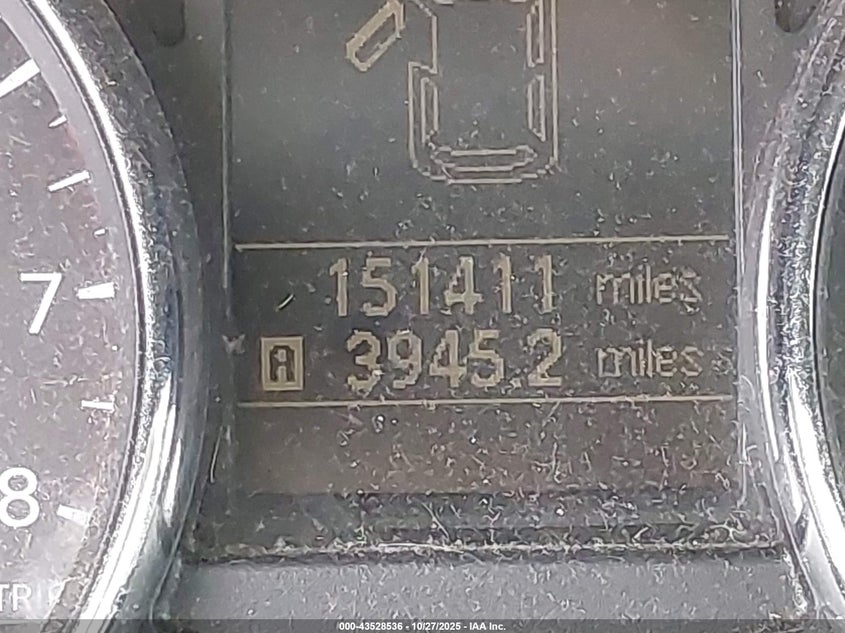 7
151411 miles
A 3945.2 miles
8
TRIP
000-43528536 - 10/27/2025 - IAA Inc.